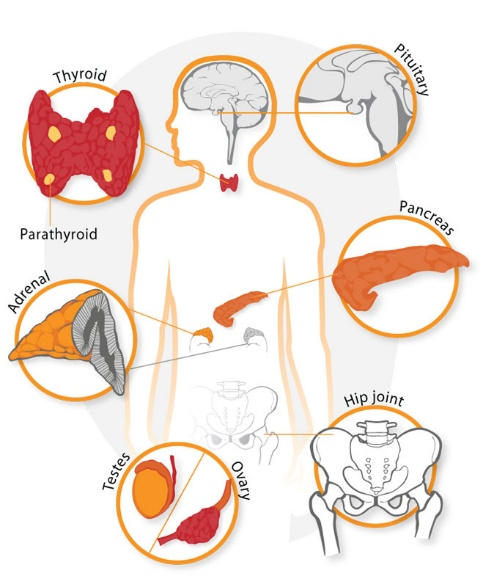 Thyroid
Pituitary
Parathyroid
Pancreas
Adrenal
Hip joint
Testes
Ovary